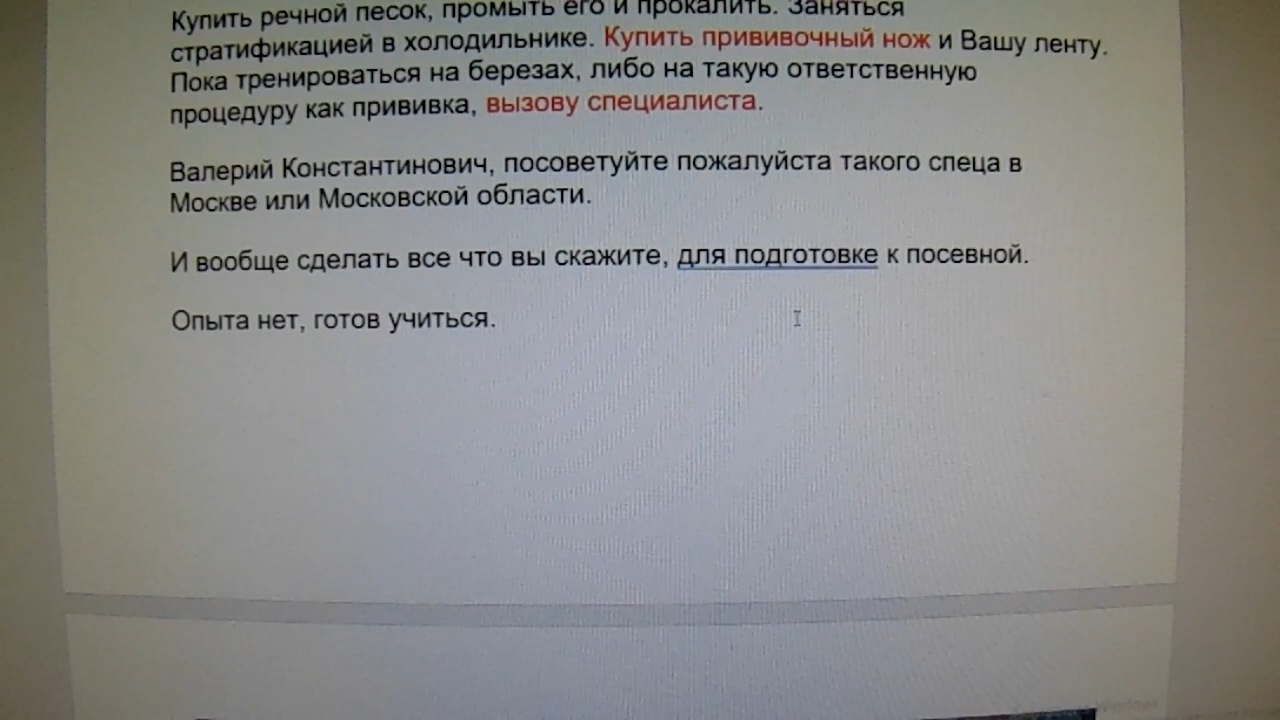 Купить речной песок, промыть его и прокалить. Заняться
стратификацией в холодильнике. Купить прививочный нож и Вашу ленту.
Пока тренироваться на березах, либо на такую ответственную
процедуру как прививка, вызову специалиста.
Валерий Константинович, посоветуйте пожалуйста такого спеца в
Москве или Московской области.
И вообще сделать все что вы скажите, для подготовке к посевной.
Опыта нет, готов учиться.